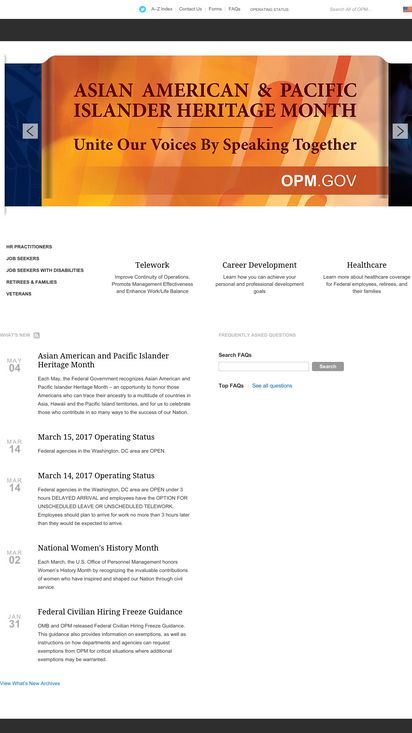 A–Z Index | Contact Us | Forms | FAQs OPERATING STATUS Search All of OPM...
ASIAN AMERICAN & PACIFIC
ISLANDER HERITAGE MONTH
Unite Our Voices By Speaking Together
OPM.GOV
HR PRACTITIONERS
JOB SEEKERS
JOB SEEKERS WITH DISABILITIES
RETIREES & FAMILIES
VETERANS
Telework
Improve Continuity of Operations,
Promote Management Effectiveness
and Enhance Work/Life Balance
Career Development
Learn how you can achieve your
personal and professional development
goals
Healthcare
Learn more about healthcare coverage
for Federal employees, retirees, and
their families
WHAT'S NEW
MAY
04
Asian American and Pacific Islander
Heritage Month
Each May, the Federal Government recognizes Asian American and
Pacific Islander Heritage Month – an opportunity to honor those
Americans who can trace their ancestry to a multitude of countries in
Asia, Hawaii and the Pacific Island territories, and for us to celebrate
those who contribute in so many ways to the success of our Nation.
MAR
14
March 15, 2017 Operating Status
Federal agencies in the Washington, DC area are OPEN
MAR
14
March 14, 2017 Operating Status
Federal agencies in the Washington, DC area are OPEN under 3
hours DELAYED ARRIVAL and employees have the OPTION FOR
UNSCHEDULED LEAVE OR UNSCHEDULED TELEWORK.
Employees should plan to arrive for work no more than 3 hours later
than they would be expected to arrive.
MAR
02
National Women's History Month
Each March, the U.S. Office of Personnel Management honors
Women's History Month by recognizing the invaluable contributions
of women who have inspired and shaped our Nation through civil
service.
JAN
31
Federal Civilian Hiring Freeze Guidance
OMB and OPM released Federal Civilian Hiring Freeze Guidance.
This guidance also provides information on exemptions, as well as
instructions on how departments and agencies can request
exemptions from OPM for critical situations where additional
exemptions may be warranted.
View What's New Archives
FREQUENTLY ASKED QUESTIONS
Search FAQs
Search
Top FAQs See all questions